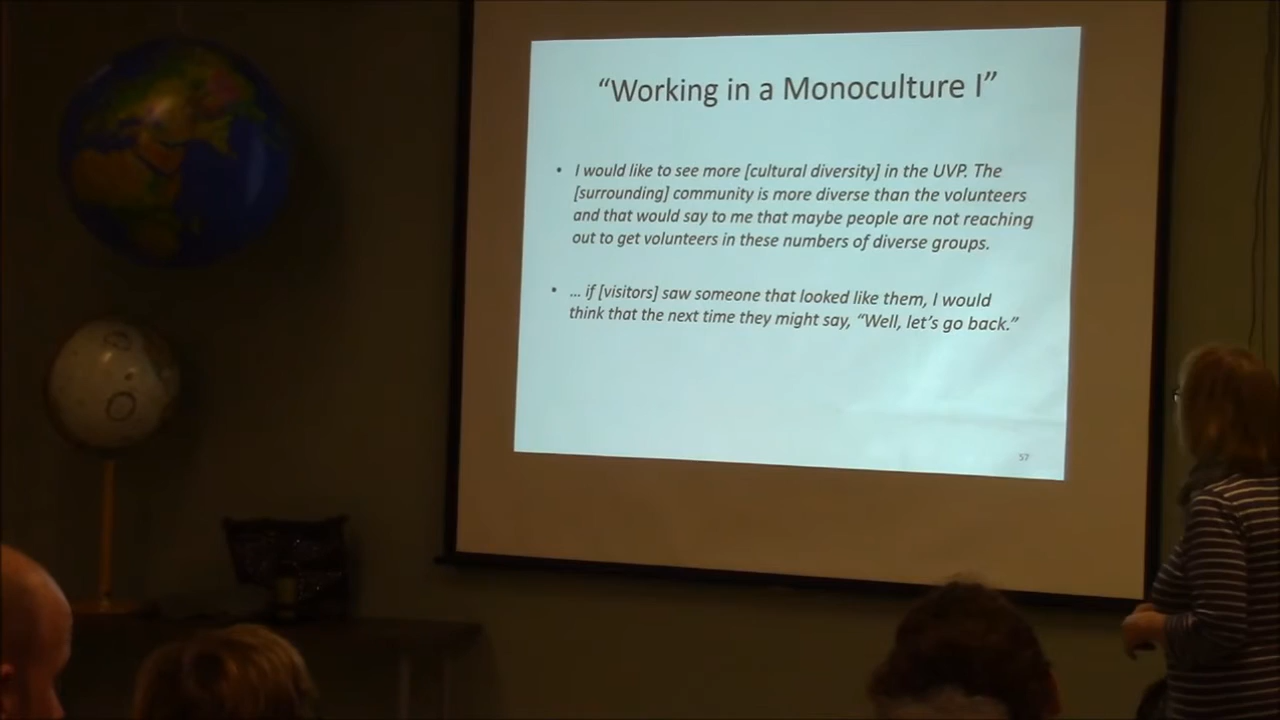 “Working in a Monoculture I”
• I would like to see more [cultural diversity] in the UVP. The
[surrounding] community is more diverse than the volunteers
and that would say to me that maybe people are not reaching
out to get volunteers in these numbers of diverse groups.
• ... if [visitors] saw someone that looked like them, I would
think that the next time they might say, “Well, let’s go back.”
57